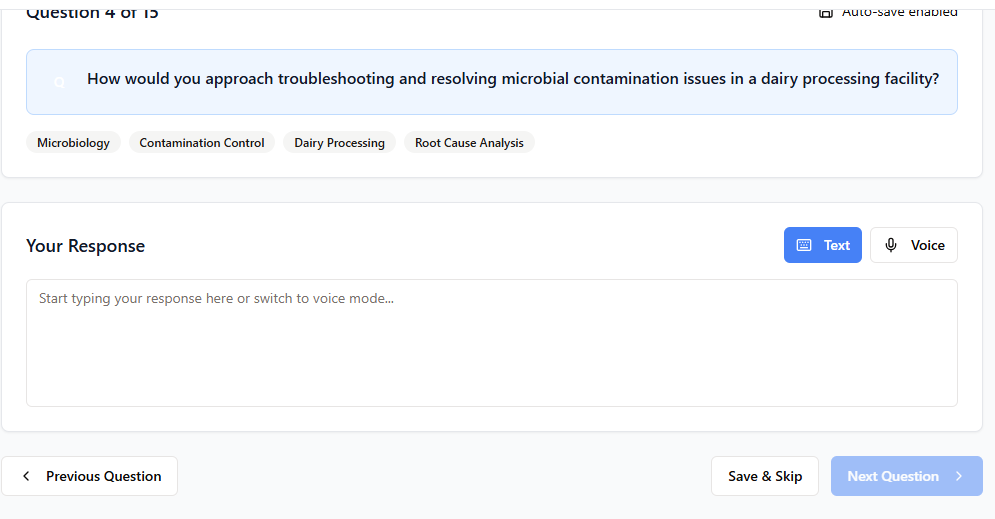 Question 4 of 15
Auto-save enabled
Q
How would you approach troubleshooting and resolving microbial contamination issues in a dairy processing facility?
Microbiology
Contamination Control
Dairy Processing
Root Cause Analysis
Your Response
Text
Voice
Start typing your response here or switch to voice mode...
Previous Question
Save & Skip
Next Question